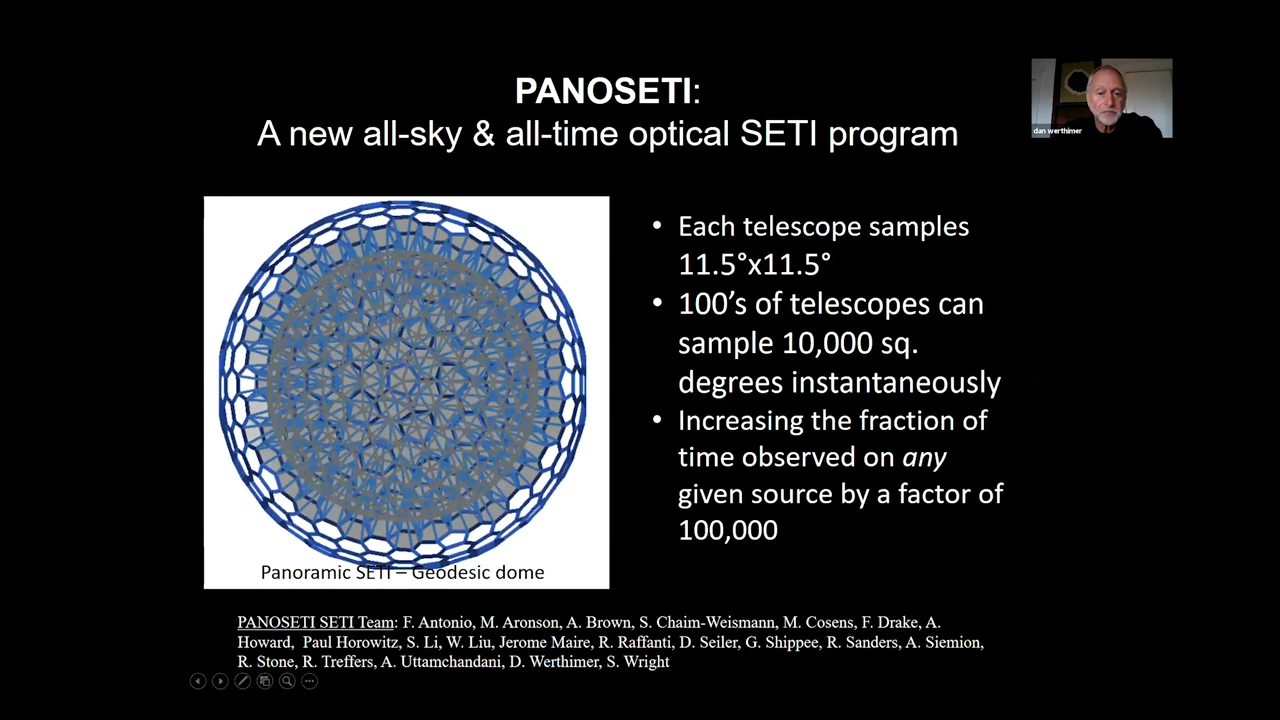 PANOSETI:
A new all-sky & all-time optical SETI program
dan werthimer
Panoramic SETI – Geodesic dome
• Each telescope samples
11.5°x11.5°
• 100’s of telescopes can
sample 10,000 sq.
degrees instantaneously
• Increasing the fraction of
time observed on any
given source by a factor of
100,000
PANOSETI SETI Team: F. Antonio, M. Aronson, A. Brown, S. Chaim-Weismann, M. Cosens, F. Drake, A.
Howard, Paul Horowitz, S. Li, W. Liu, Jerome Maire, R. Raffanti, D. Seiler, G. Shippee, R. Sanders, A. Siemion,
R. Stone, R. Treffers, A. Uttamchandani, D. Werthimer, S. Wright